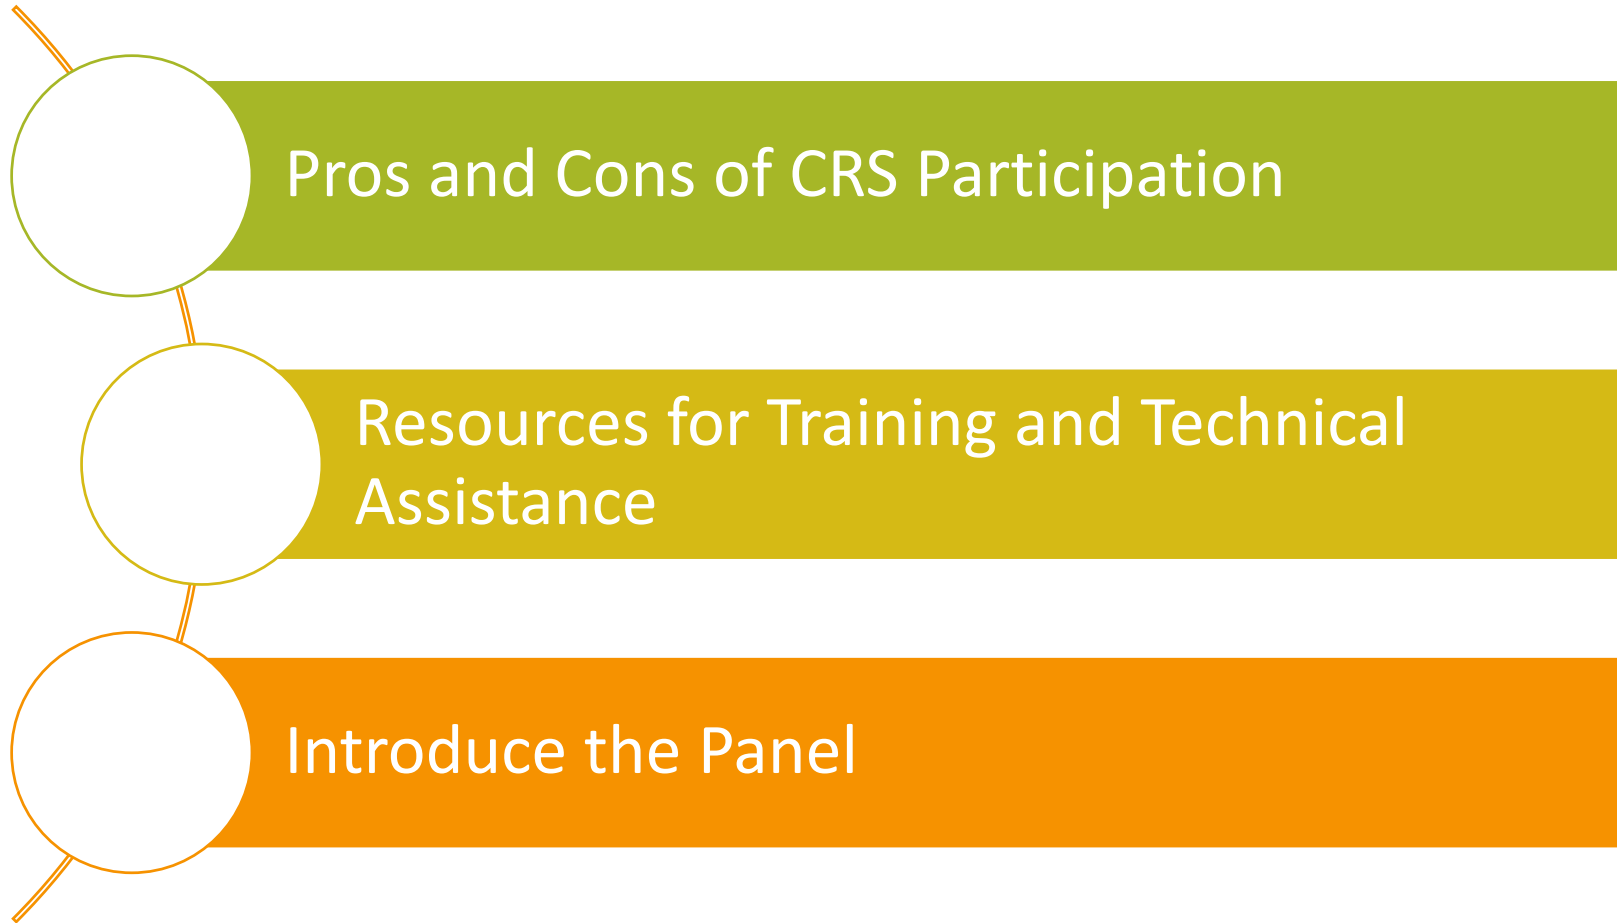 Pros and Cons of CRS Participation
Resources for Training and Technical
Assistance
Introduce the Panel